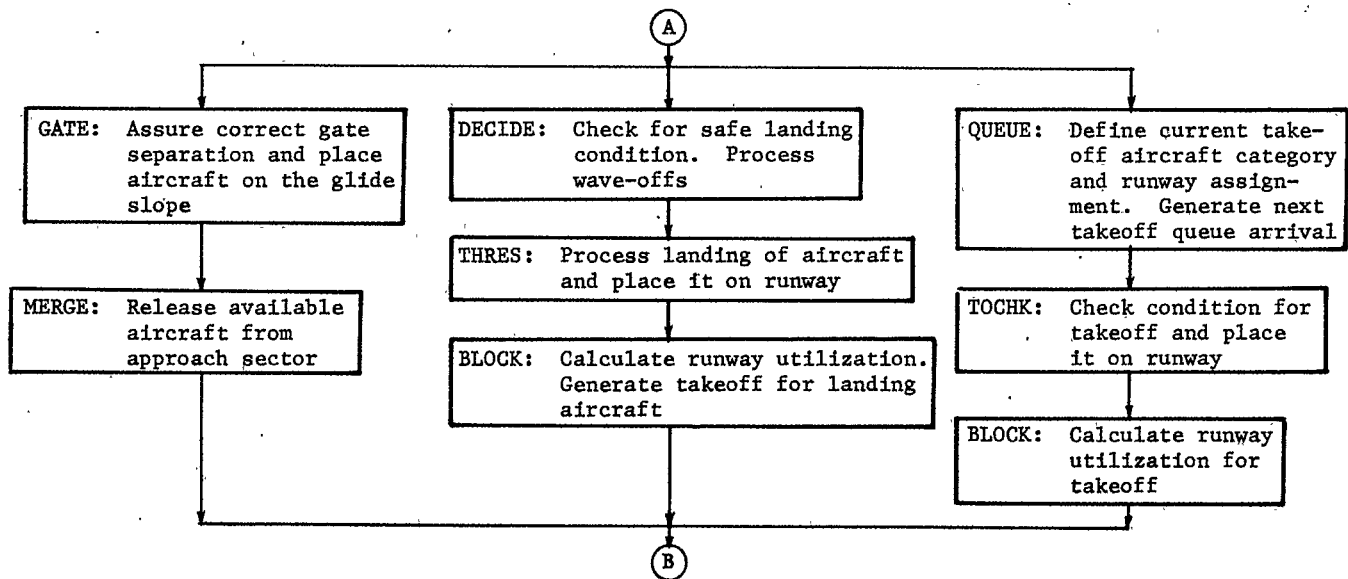 A
GATE: Assure correct gate
separation and place
aircraft on the glide
slope
MERGE: Release available
aircraft from
approach sector
DECIDE: Check for safe landing
condition. Process
wave-offs
THRES: Process landing of aircraft
and place it on runway
BLOCK: Calculate runway utilization.
Generate takeoff for landing
aircraft
QUEUE: Define current take-
off aircraft category
and runway assign-
ment. Generate next
takeoff queue arrival
TOCHK: Check condition for
takeoff and place
it on runway
BLOCK: Calculate runway
utilization for
takeoff
B